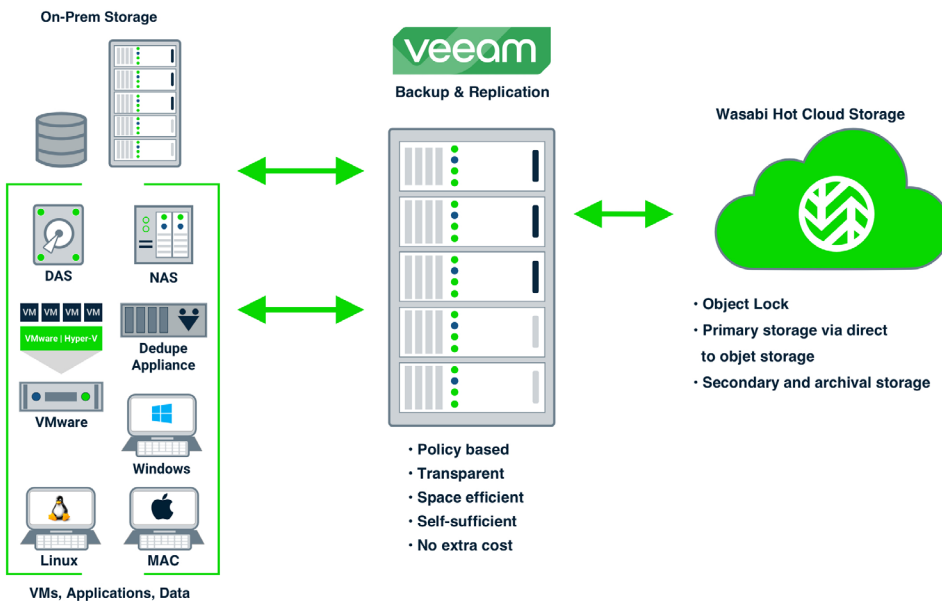 On-Prem Storage
veeam
Backup & Replication
Wasabi Hot Cloud Storage
DAS
NAS
VM VM VM VM
VMware | Hyper-V
Dedupe
Appliance
VMware
Windows
Linux
MAC
VMs, Applications, Data
· Policy based
· Transparent
· Space efficient
· Self-sufficient
· No extra cost
· Object Lock
· Primary storage via direct
to objet storage
· Secondary and archival storage